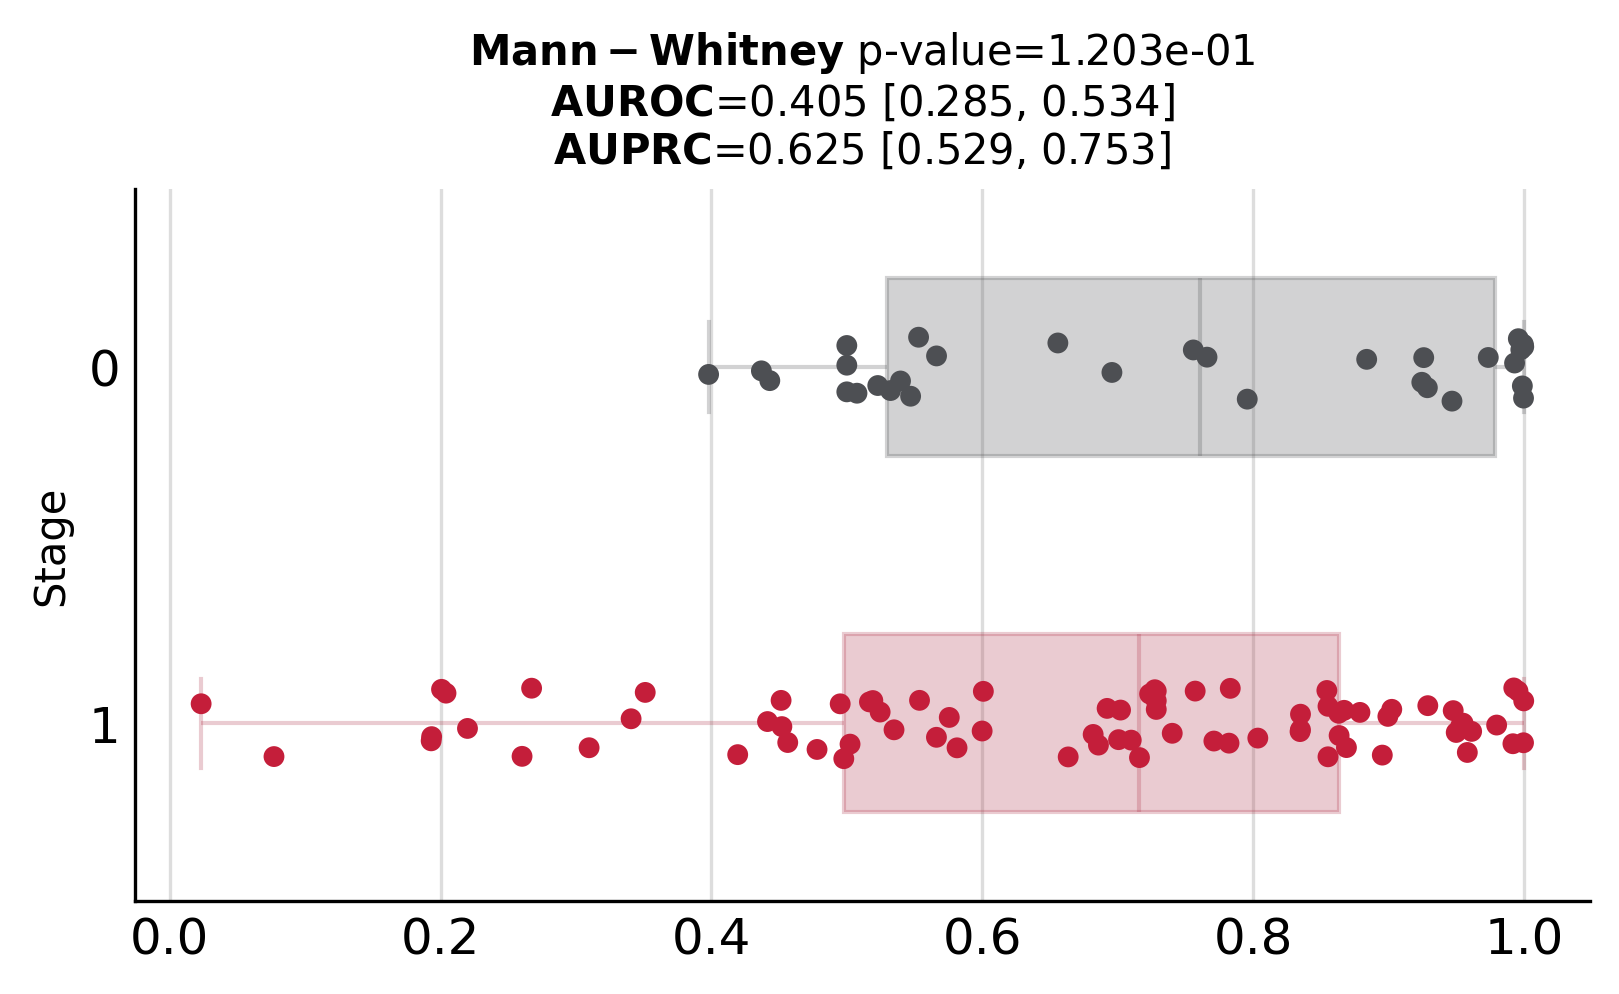 Mann − Whitney p-value=1.203e-01
AUROC=0.405 [0.285, 0.534]
AUPRC=0.625 [0.529, 0.753]
0
Stage
1
0.0 0.2 0.4 0.6 0.8 1.0